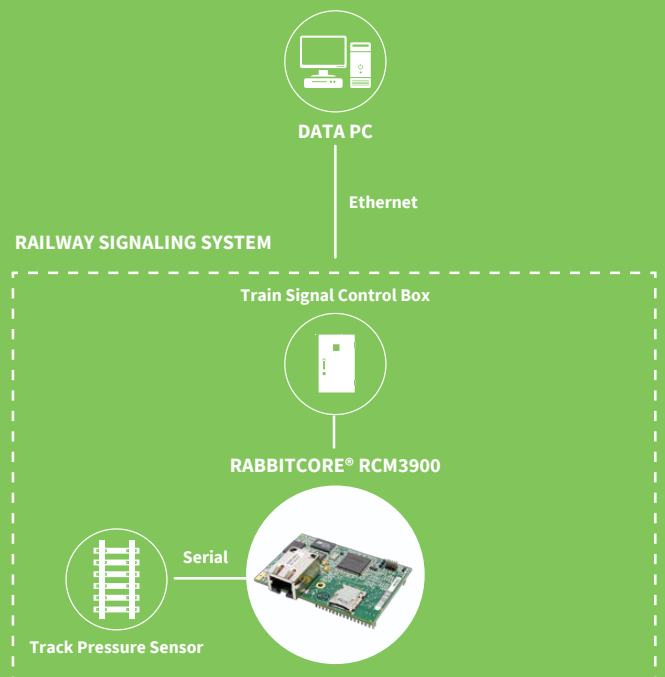 DATA PC
Ethernet
RAILWAY SIGNALING SYSTEM
Train Signal Control Box
RABBITCORE® RCM3900
Serial
Track Pressure Sensor